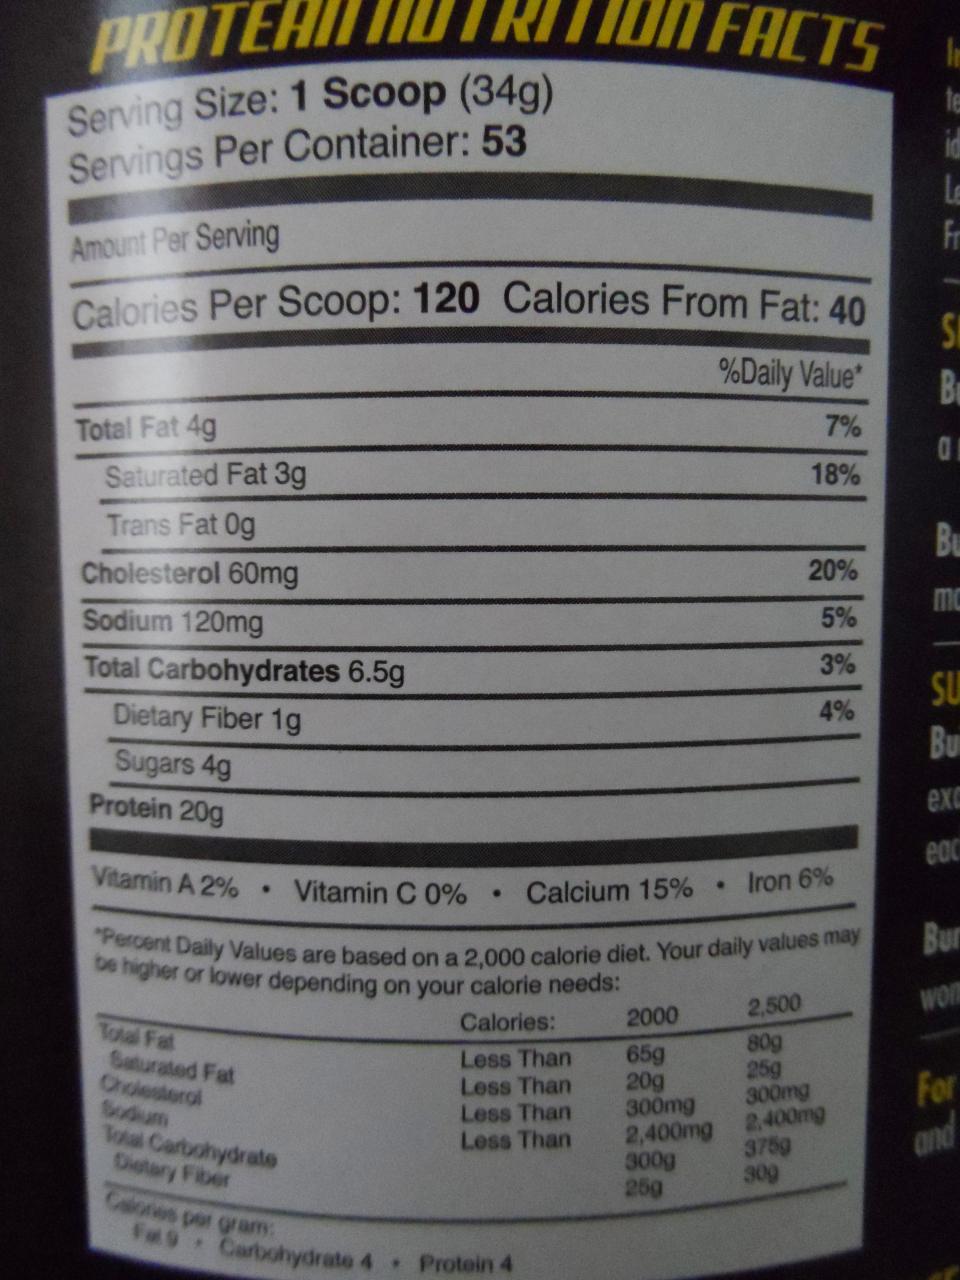 PROTEAN NUTRITION FACTS
Serving Size: 1 Scoop (34g)
Servings Per Container: 53
Amount Per Serving
Calories Per Scoop: 120 Calories From Fat: 40
%Daily Value*
Total Fat 4g 7%
Saturated Fat 3g 18%
Trans Fat 0g
Cholesterol 60mg 20%
Sodium 120mg 5%
Total Carbohydrates 6.5g 3%
Dietary Fiber 1g 4%
Sugars 4g
Protein 20g
Vitamin A 2% • Vitamin C 0% • Calcium 15% • Iron 6%
*Percent Daily Values are based on a 2,000 calorie diet. Your daily values may
be higher or lower depending on your calorie needs:
Calories: 2000 2,500
Total Fat Less Than 65g 80g
Saturated Fat Less Than 20g 25g
Cholesterol Less Than 300mg 300mg
Sodium Less Than 2,400mg 2,400mg
Total Carbohydrate 300g 375g
Dietary Fiber 25g 30g
Calories per gram:
Fat 9 • Carbohydrate 4 • Protein 4
For
and